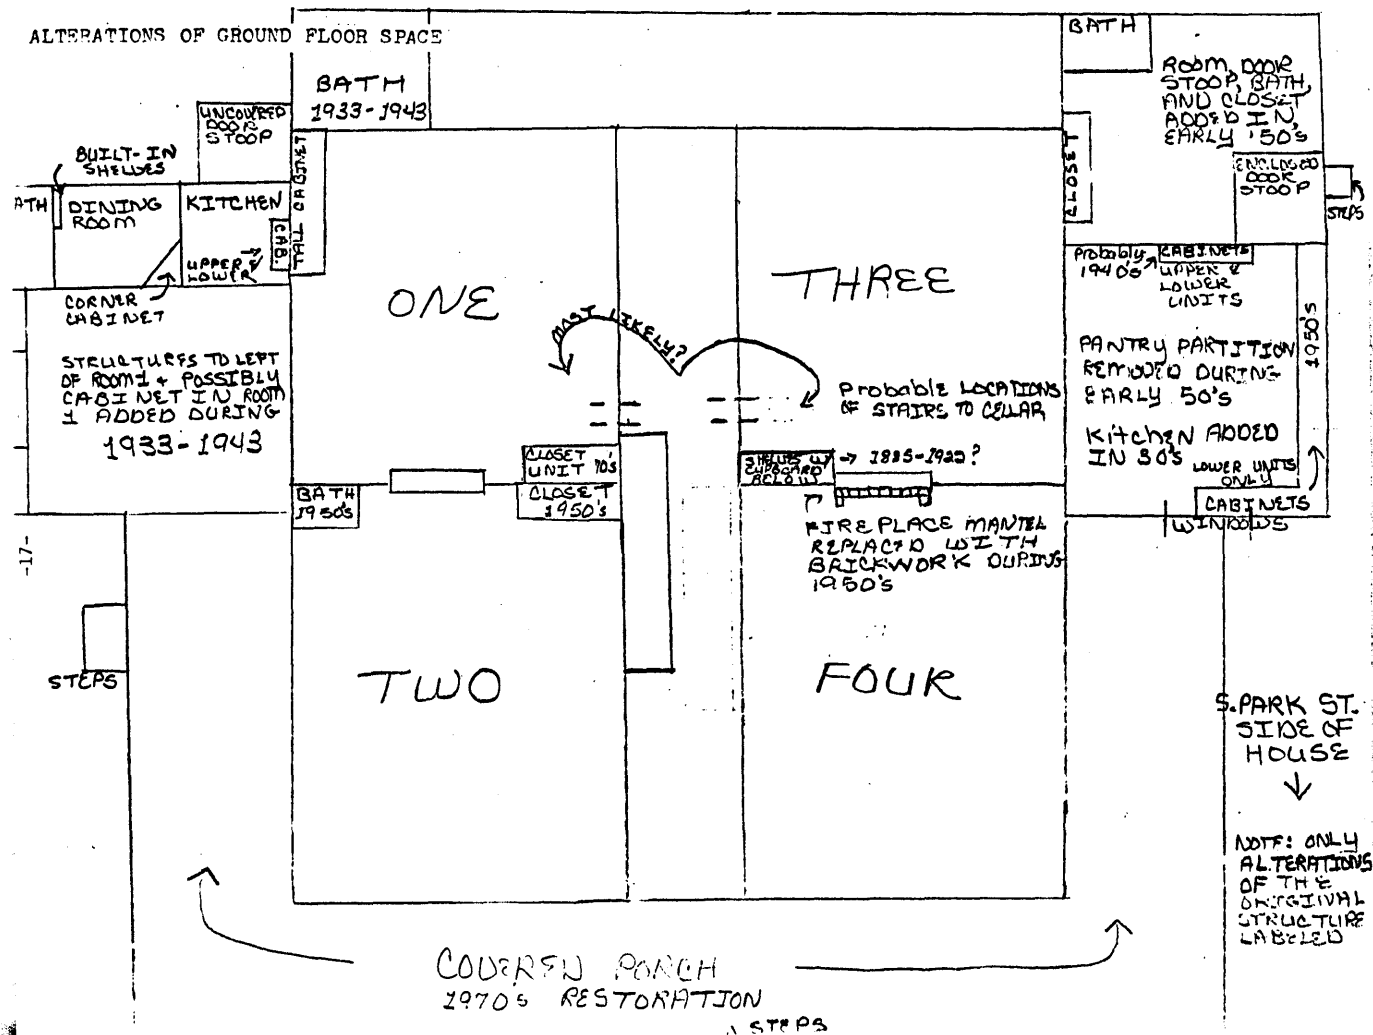 ALTERATIONS OF GROUND FLOOR SPACE
BATH
1933-1943
UNCOVERED
DOOR
STOOP
BUILT-IN
SHELVES
ATH
DINING
ROOM
KITCHEN
CAB.
TALL CABINET
UPPER &
LOWER
CORNER
CABINET
STRUCTURES TO LEFT
OF ROOM 1 + POSSIBLY
CABINET IN ROOM
1 ADDED DURING
1933-1943
ONE
MOST LIKELY?
THREE
Probable LOCATIONS
OF STAIRS TO CELLAR
BATH
ROOM, DOOR
STOOP, BATH,
AND CLOSET
ADDED IN
EARLY '50's
CLOSET
ENCLOSED
DOOR
STOOP
STEPS
Probably
1940's
CABINETS
UPPER &
LOWER
UNITS
1950's
PANTRY PARTITION
REMOVED DURING
EARLY 50's
KitCHEN ADDED
IN 30's
LOWER UNITS
ONLY
CABINETS
WINDOWS
CLOSET
UNIT 70's
CLOSET
1950's
BATH
1950's
SHELVES W/
CUPBOARD
BELOW
→ 1885-1922?
FIREPLACE MANTEL
REPLACED WITH
BRICKWORK DURING
1950's
-17-
STEPS
TWO
FOUR
S. PARK ST.
SIDE OF
HOUSE
NOTE: ONLY
ALTERATIONS
OF THE
ORIGINAL
STRUCTURE
LABELED
COVERED PORCH
1970s RESTORATION
STEPS